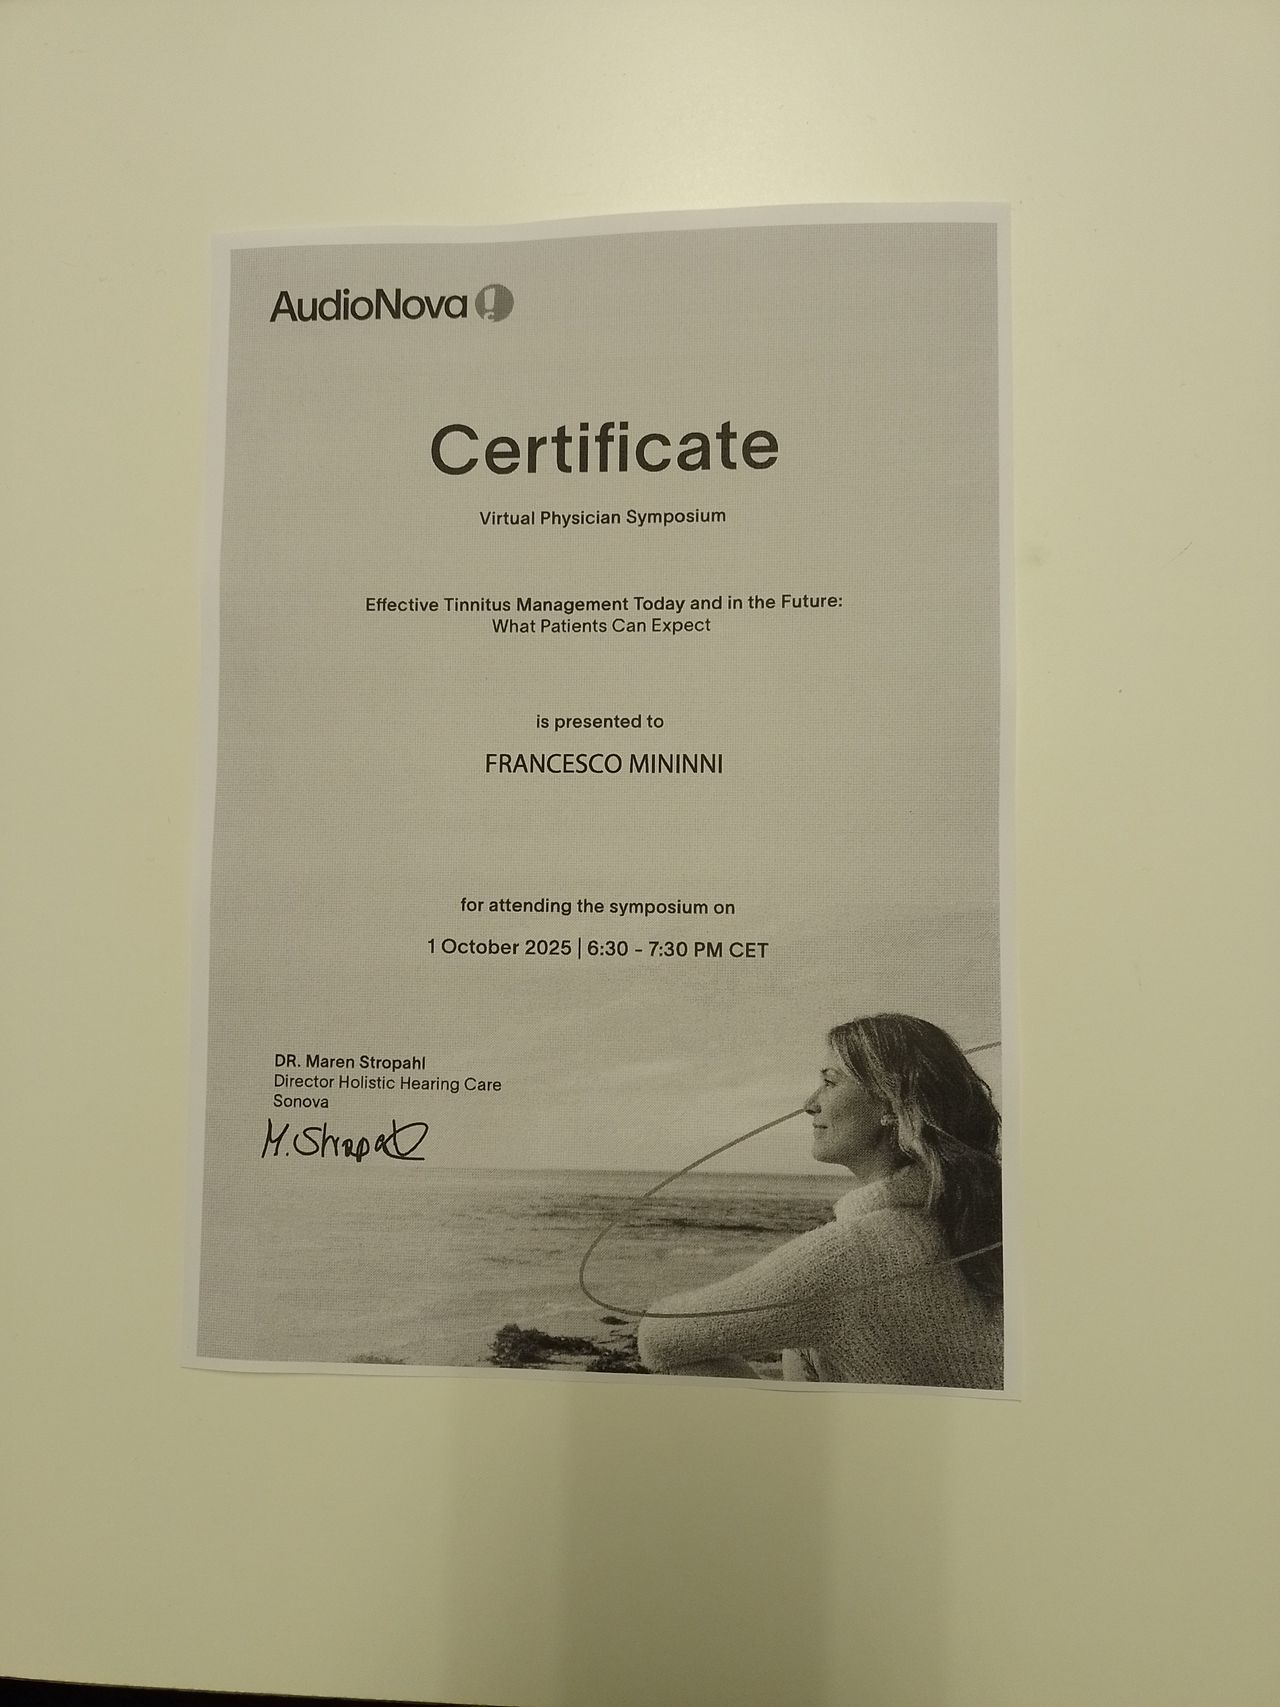 AudioNova
Certificate
Virtual Physician Symposium
Effective Tinnitus Management Today and in the Future:
What Patients Can Expect
is presented to
FRANCESCO MININNI
for attending the symposium on
1 October 2025 | 6:30 - 7:30 PM CET
DR. Maren Stropahl
Director Holistic Hearing Care
Sonova
M. Stropahl